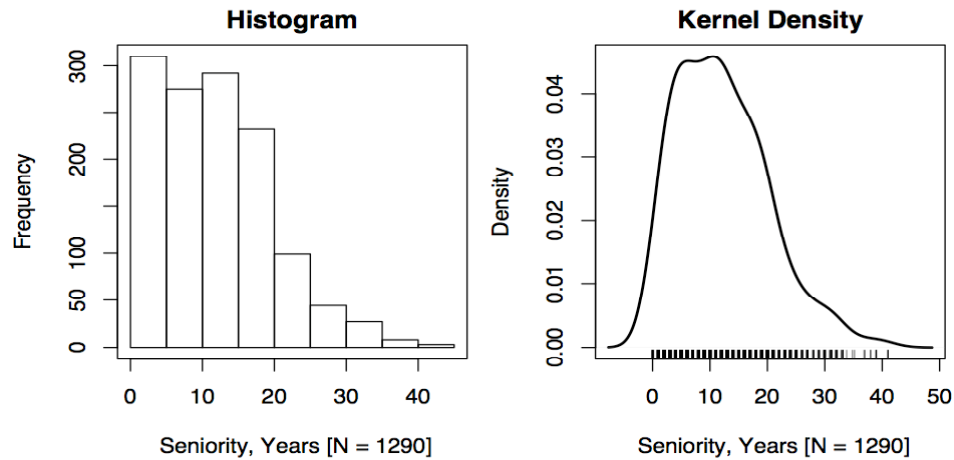 Histogram
Frequency
300
200
100
50
0
0 10 20 30 40
Seniority, Years [N = 1290]
Kernel Density
Density
0.04
0.03
0.02
0.01
0.00
0 10 20 30 40 50
Seniority, Years [N = 1290]